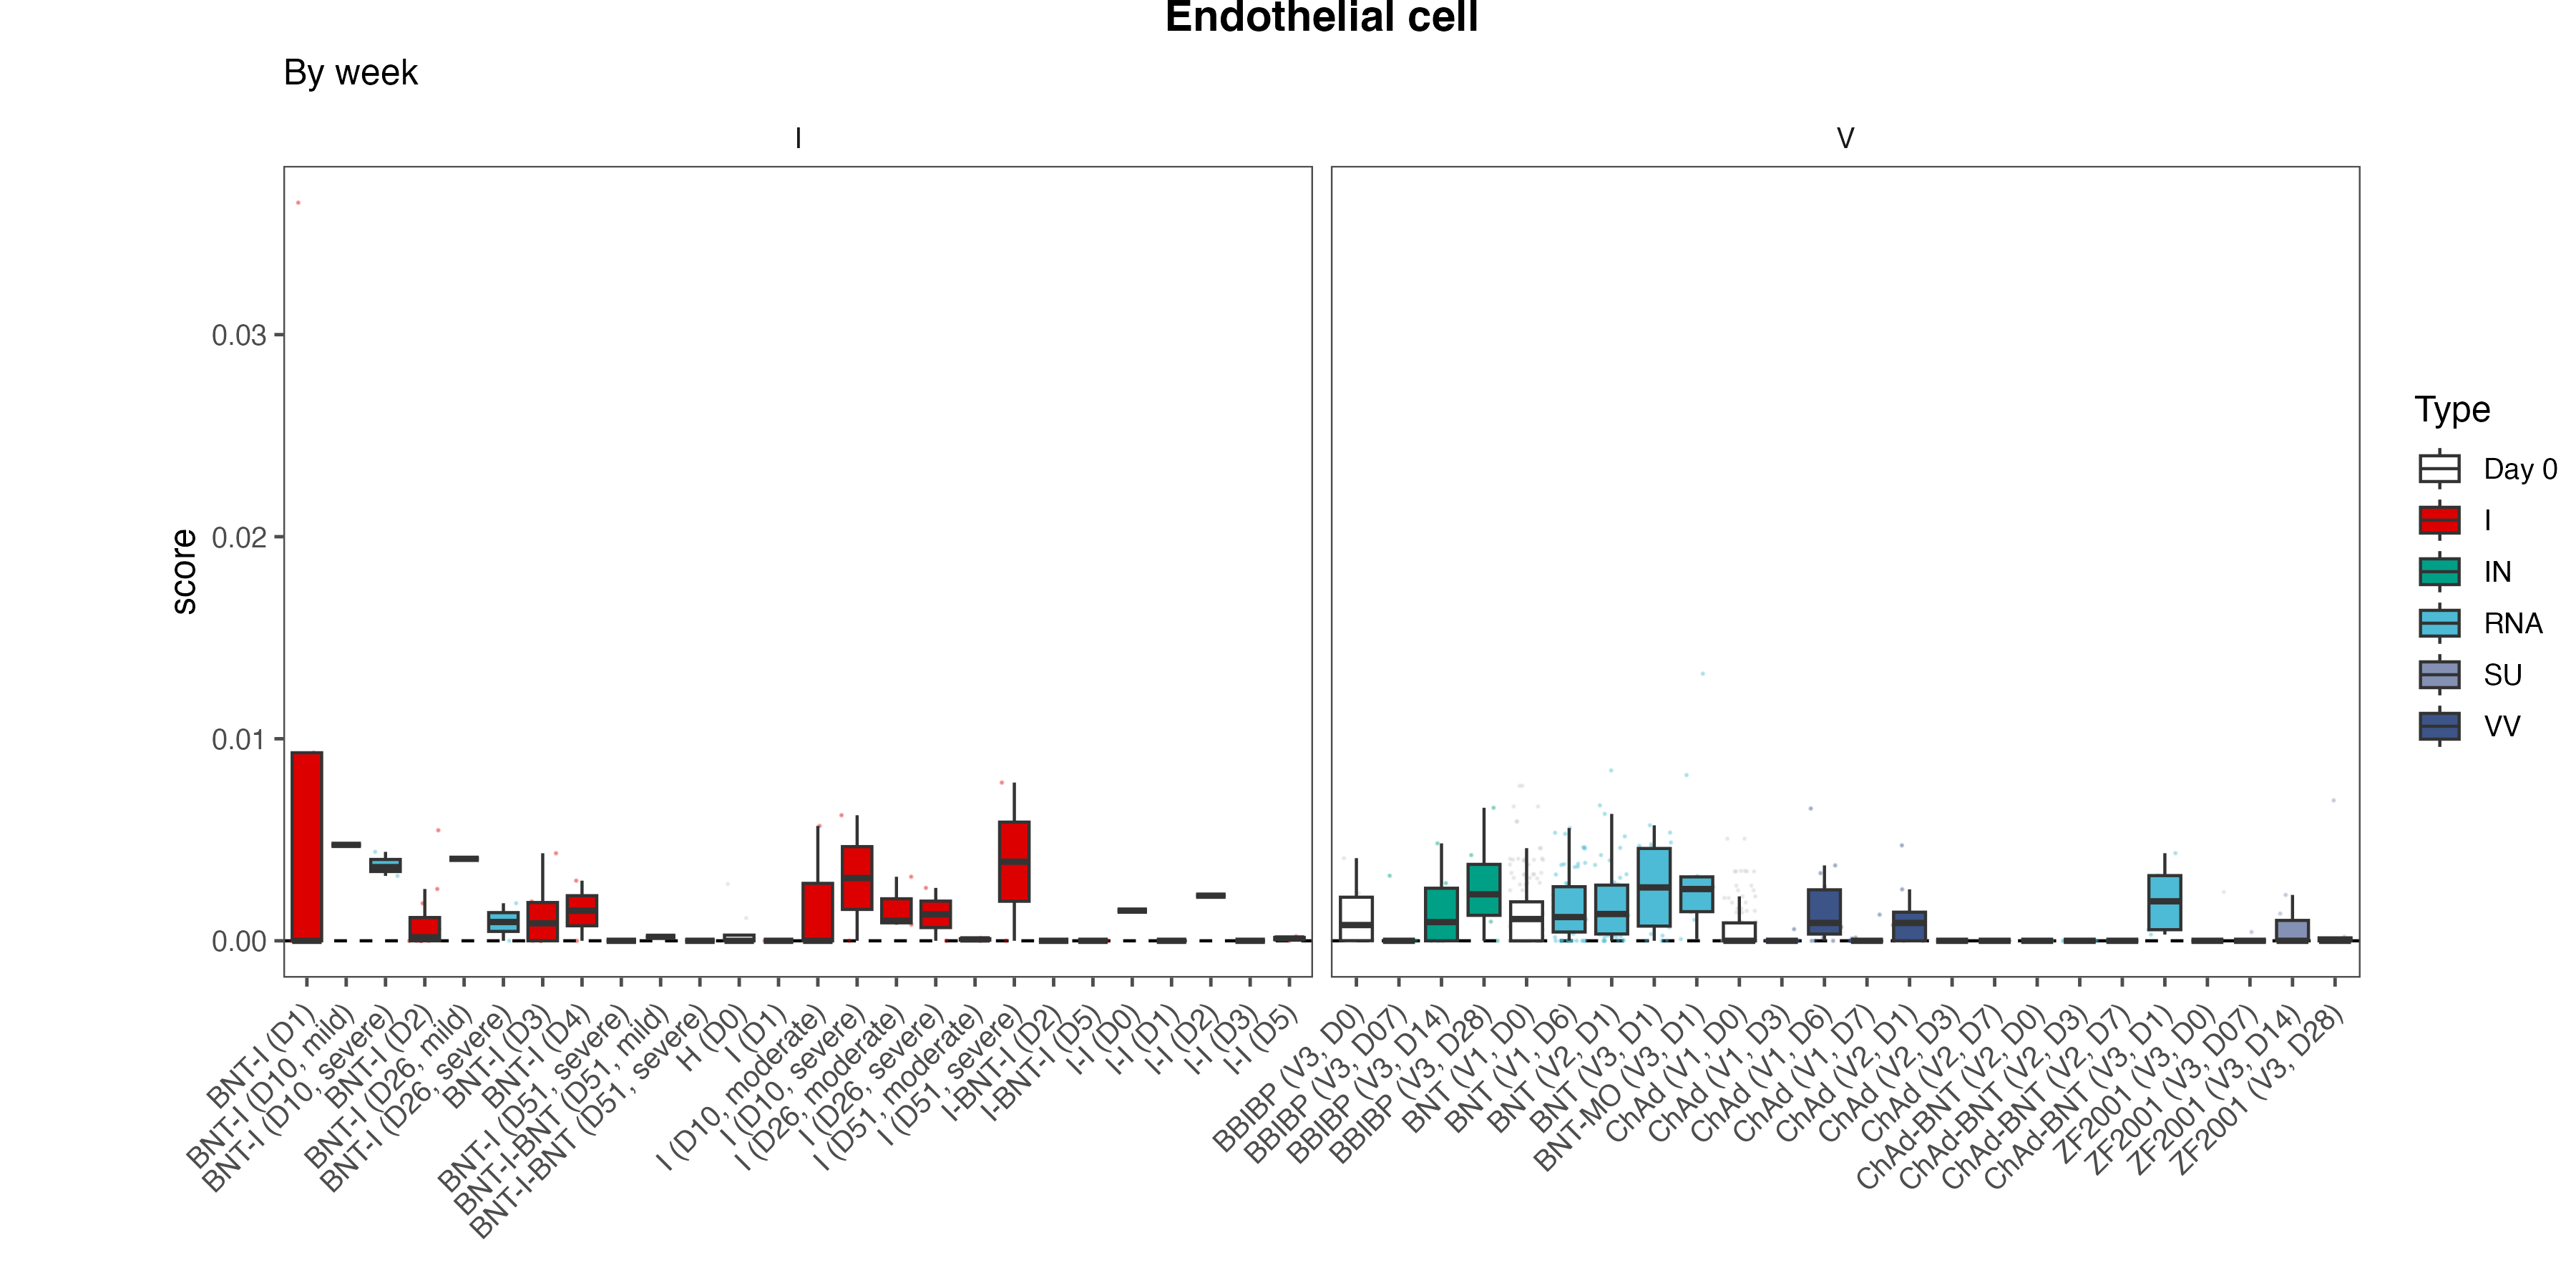 Endothelial cell
By week
I
V
score
0.03
0.02
0.01
0.00
BNT-I (D1)
BNT-I (D10, mild)
BNT-I (D10, severe)
BNT-I (D2)
BNT-I (D26, mild)
BNT-I (D26, severe)
BNT-I (D3)
BNT-I (D4)
BNT-I (D51, severe)
BNT-I-BNT (D51, mild)
BNT-I-BNT (D51, severe)
H (D0)
I (D1)
I (D10, moderate)
I (D10, severe)
I (D26, moderate)
I (D26, severe)
I (D51, moderate)
I (D51, severe)
I-BNT-I (D2)
I-BNT-I (D5)
I-I (D0)
I-I (D1)
I-I (D2)
I-I (D3)
I-I (D5)
BBIBP (V3, D0)
BBIBP (V3, D07)
BBIBP (V3, D14)
BBIBP (V3, D28)
BNT (V1, D0)
BNT (V1, D6)
BNT (V2, D1)
BNT (V3, D1)
BNT-MO (V3, D1)
ChAd (V1, D0)
ChAd (V1, D3)
ChAd (V1, D6)
ChAd (V1, D7)
ChAd (V2, D1)
ChAd (V2, D3)
ChAd (V2, D7)
ChAd-BNT (V2, D0)
ChAd-BNT (V2, D3)
ChAd-BNT (V2, D7)
ChAd-BNT (V3, D1)
ZF2001 (V3, D0)
ZF2001 (V3, D07)
ZF2001 (V3, D14)
ZF2001 (V3, D28)
Type
Day 0
I
IN
RNA
SU
VV